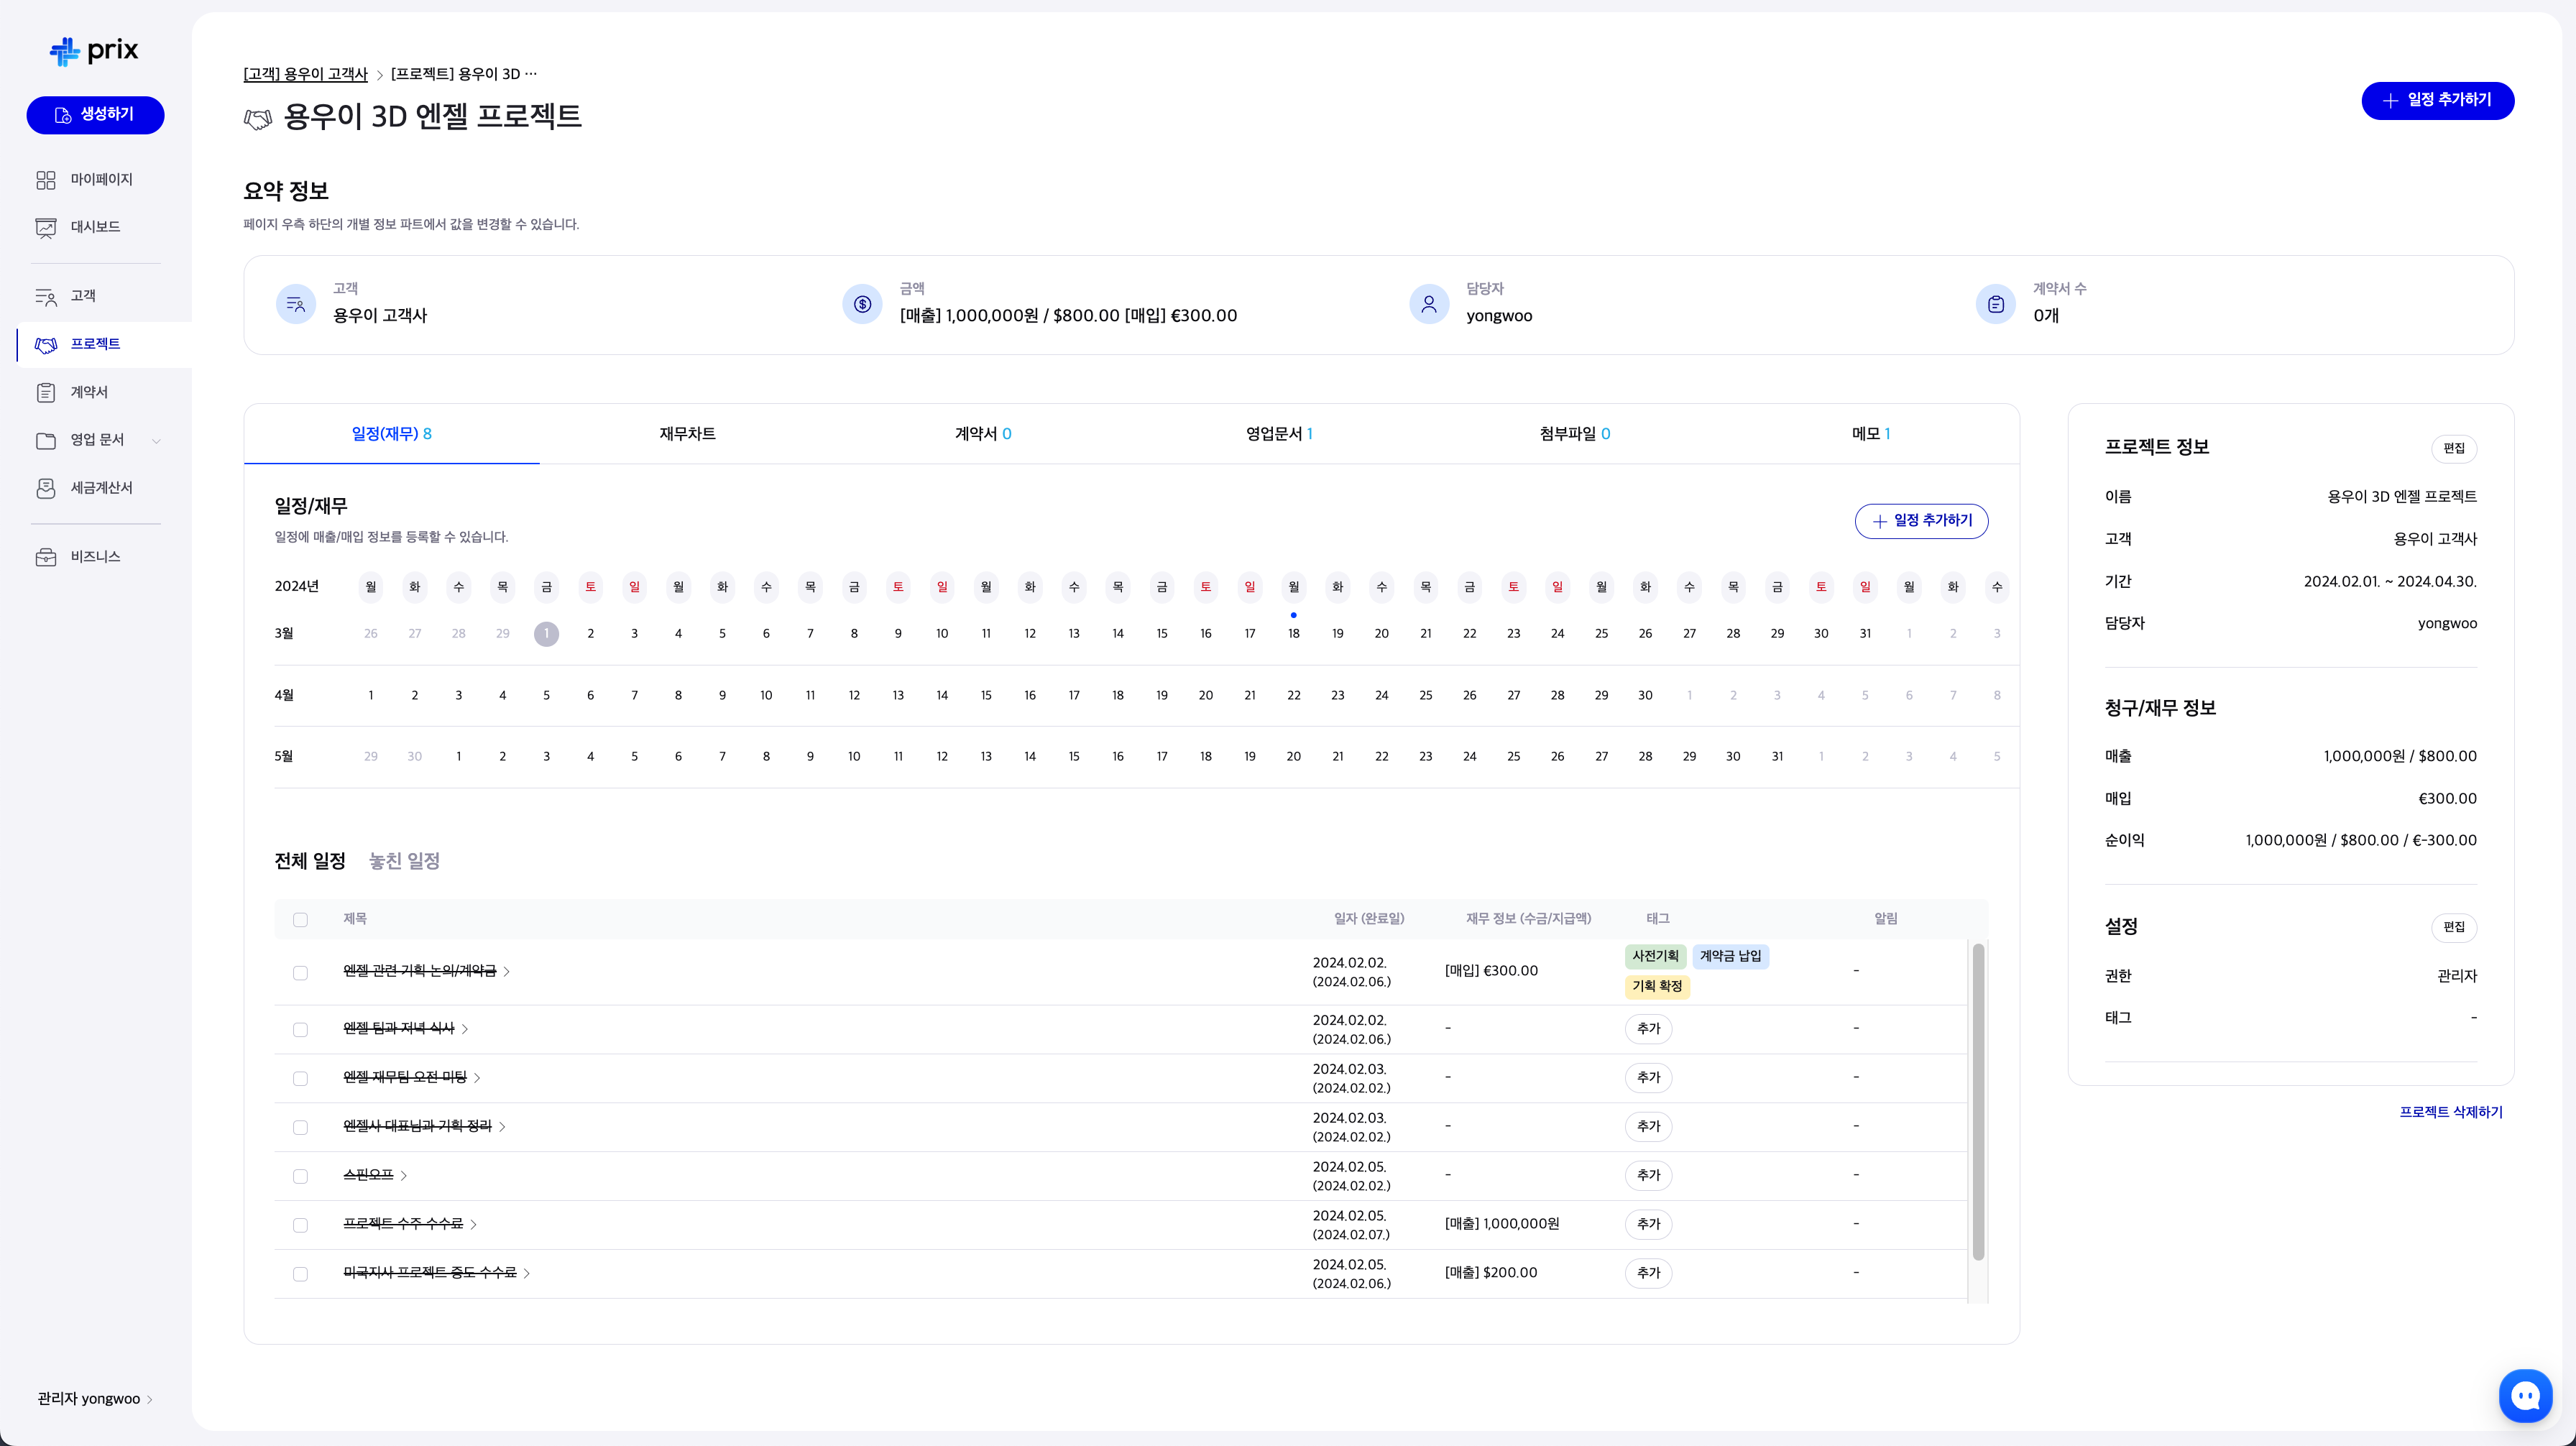 prix
생성하기
마이페이지
대시보드
고객
프로젝트
계약서
영업 문서
세금계산서
비즈니스
관리자 yongwoo
[고객] 용우이 고객사 > [프로젝트] 용우이 3D ···
용우이 3D 엔젤 프로젝트
일정 추가하기
요약 정보
페이지 우측 하단의 개별 정보 파트에서 값을 변경할 수 있습니다.
고객
용우이 고객사
금액
[매출] 1,000,000원 / $800.00 [매입] €300.00
담당자
yongwoo
계약서 수
0개
일정(재무) 8 재무차트 계약서 0 영업문서 1 첨부파일 0 메모 1
일정/재무
일정에 매출/매입 정보를 등록할 수 있습니다.
일정 추가하기
2024년 월 화 수 목 금 토 일 월 화 수 목 금 토 일 월 화 수 목 금 토 일 월 화 수 목 금 토 일 월 화 수 목 금 토 일 월 화 수
3월 26 27 28 29 1 2 3 4 5 6 7 8 9 10 11 12 13 14 15 16 17 18 19 20 21 22 23 24 25 26 27 28 29 30 31 1 2 3
4월 1 2 3 4 5 6 7 8 9 10 11 12 13 14 15 16 17 18 19 20 21 22 23 24 25 26 27 28 29 30 1 2 3 4 5 6 7 8
5월 29 30 1 2 3 4 5 6 7 8 9 10 11 12 13 14 15 16 17 18 19 20 21 22 23 24 25 26 27 28 29 30 31 1 2 3 4 5
전체 일정 놓친 일정
제목 일자 (완료일) 재무 정보 (수금/지급액) 태그 알림
엔젤 관련 기획 논의/계약금 2024.02.02. (2024.02.06.) [매입] €300.00 사전기획 계약금 납입 기획 확정 -
엔젤 팀과 저녁 식사 2024.02.02. (2024.02.06.) - 추가 -
엔젤 재무팀 오전 미팅 2024.02.03. (2024.02.02.) - 추가 -
엔젤사 대표님과 기획 정리 2024.02.03. (2024.02.02.) - 추가 -
스핀오프 2024.02.05. (2024.02.02.) - 추가 -
프로젝트 수주 수수료 2024.02.05. (2024.02.07.) [매출] 1,000,000원 추가 -
미국지사 프로젝트 중도 수수료 2024.02.05. (2024.02.06.) [매출] $200.00 추가 -
프로젝트 정보
편집
이름 용우이 3D 엔젤 프로젝트
고객 용우이 고객사
기간 2024.02.01. ~ 2024.04.30.
담당자 yongwoo
청구/재무 정보
매출 1,000,000원 / $800.00
매입 €300.00
순이익 1,000,000원 / $800.00 / €-300.00
설정
편집
권한 관리자
태그 -
프로젝트 삭제하기